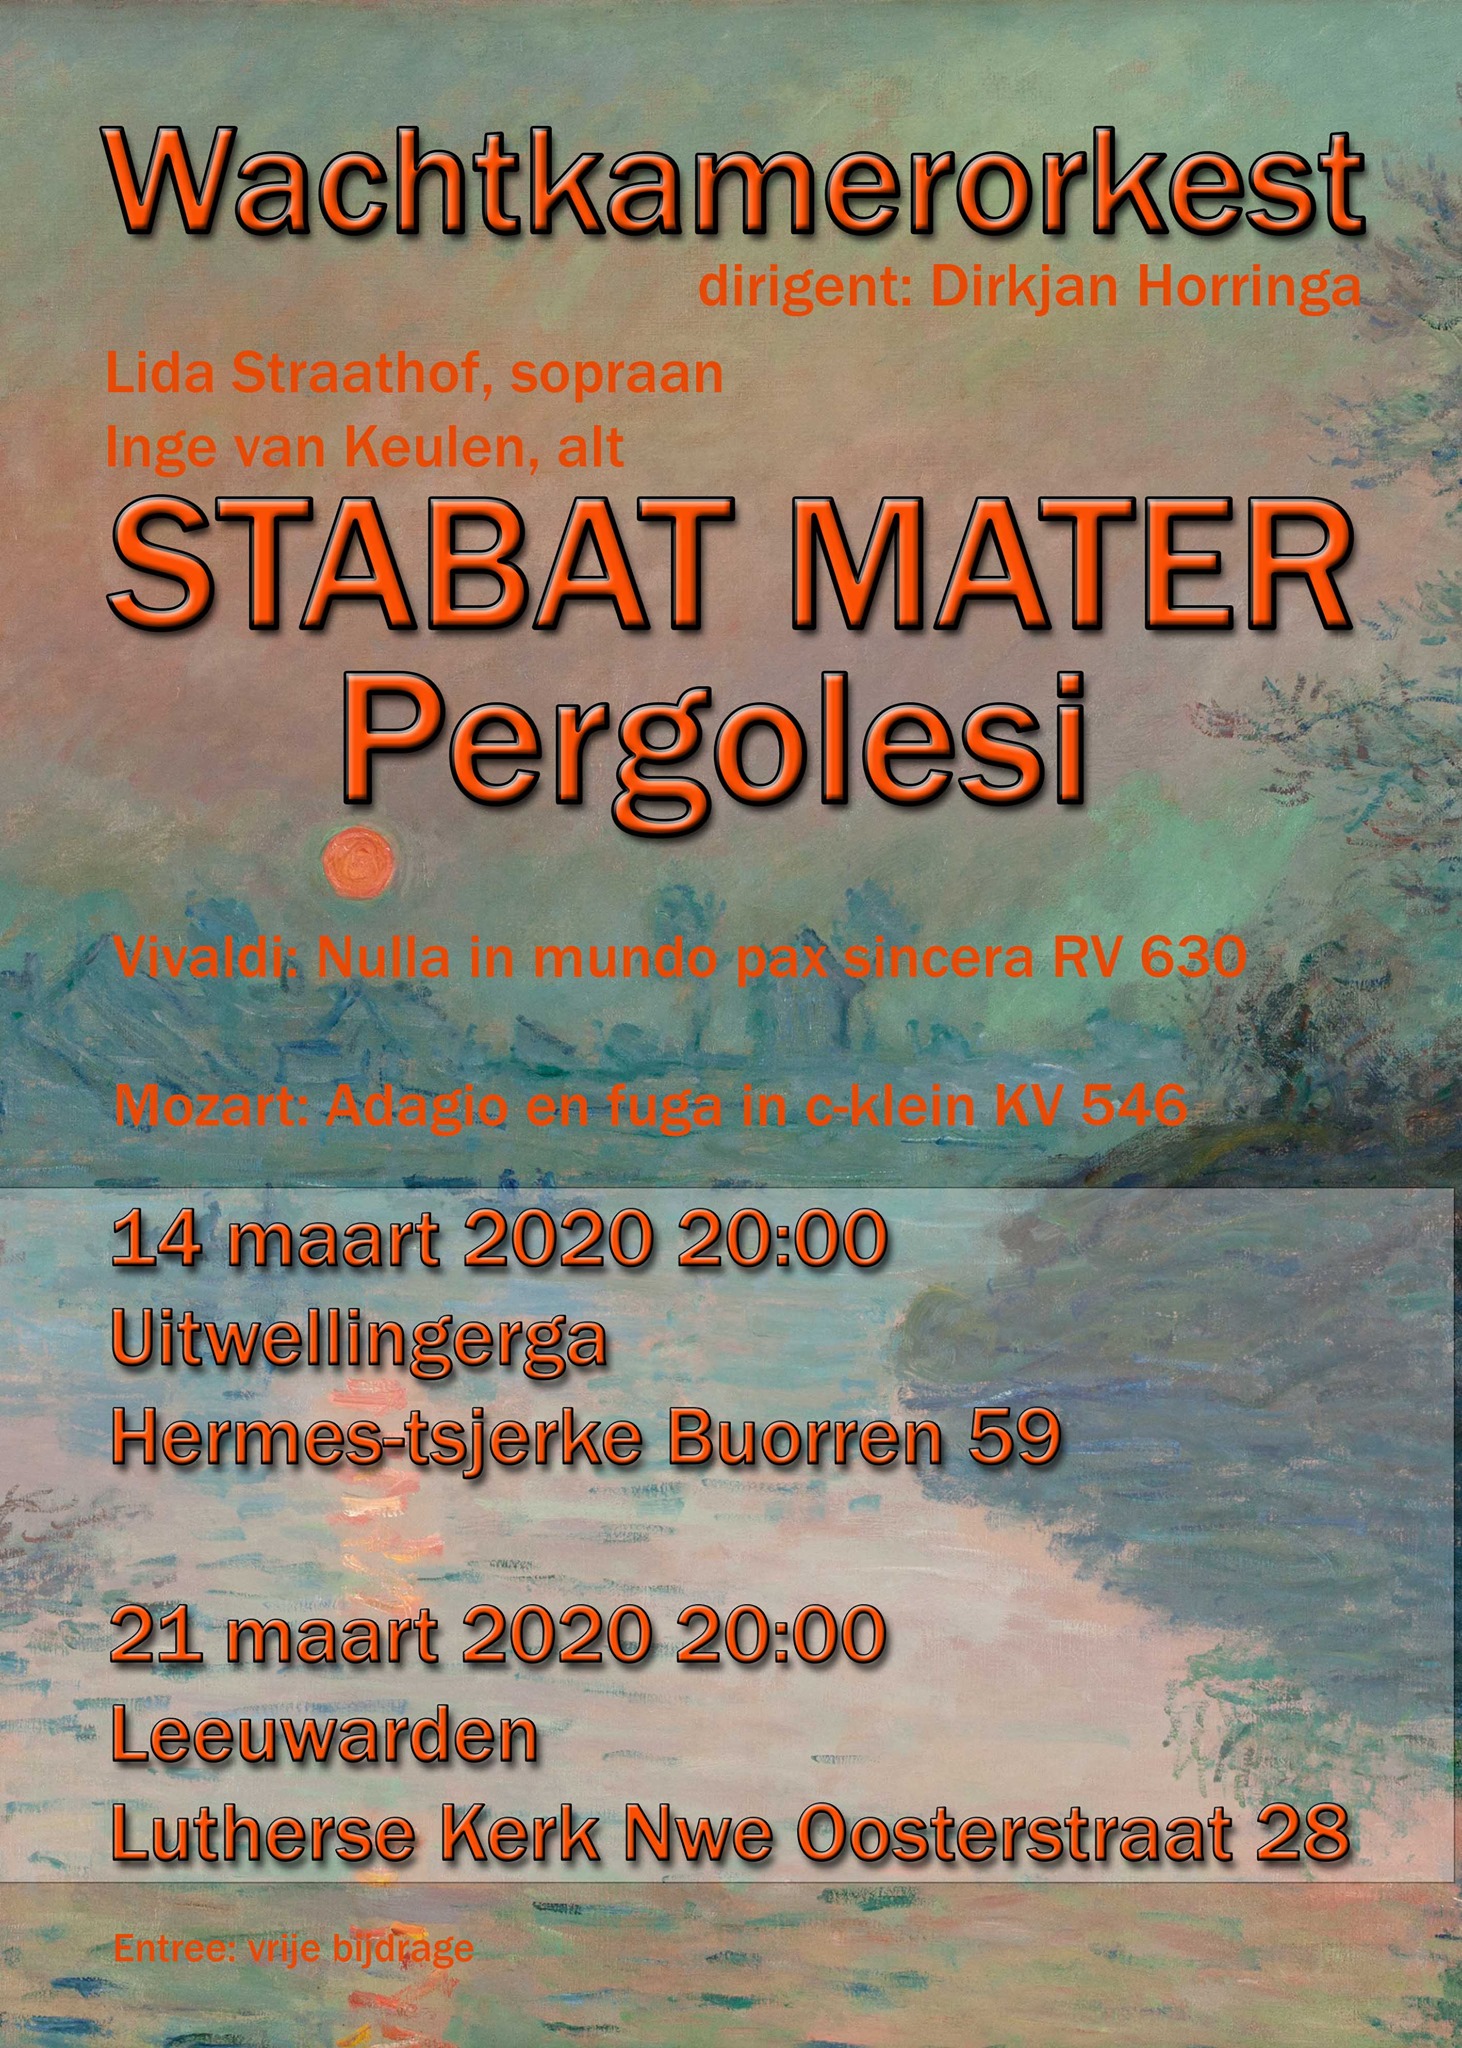 Wachtkamerorkest
dirigent: Dirkjan Horringa
Lida Straathof, sopraan
Inge van Keulen, alt
STABAT MATER
Pergolesi
Vivaldi: Nulla in mundo pax sincera RV 630
Mozart: Adagio en fuga in c-klein KV 546
14 maart 2020 20:00
Uitwellingerga
Hermes-tsjerke Buorren 59
21 maart 2020 20:00
Leeuwarden
Lutherse Kerk Nwe Oosterstraat 28
Entree: vrije bijdrage